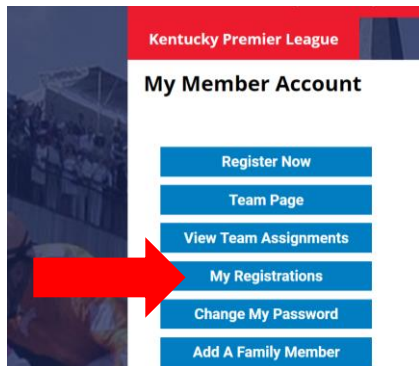 Kentucky Premier League
My Member Account
Register Now
Team Page
View Team Assignments
My Registrations
Change My Password
Add A Family Member